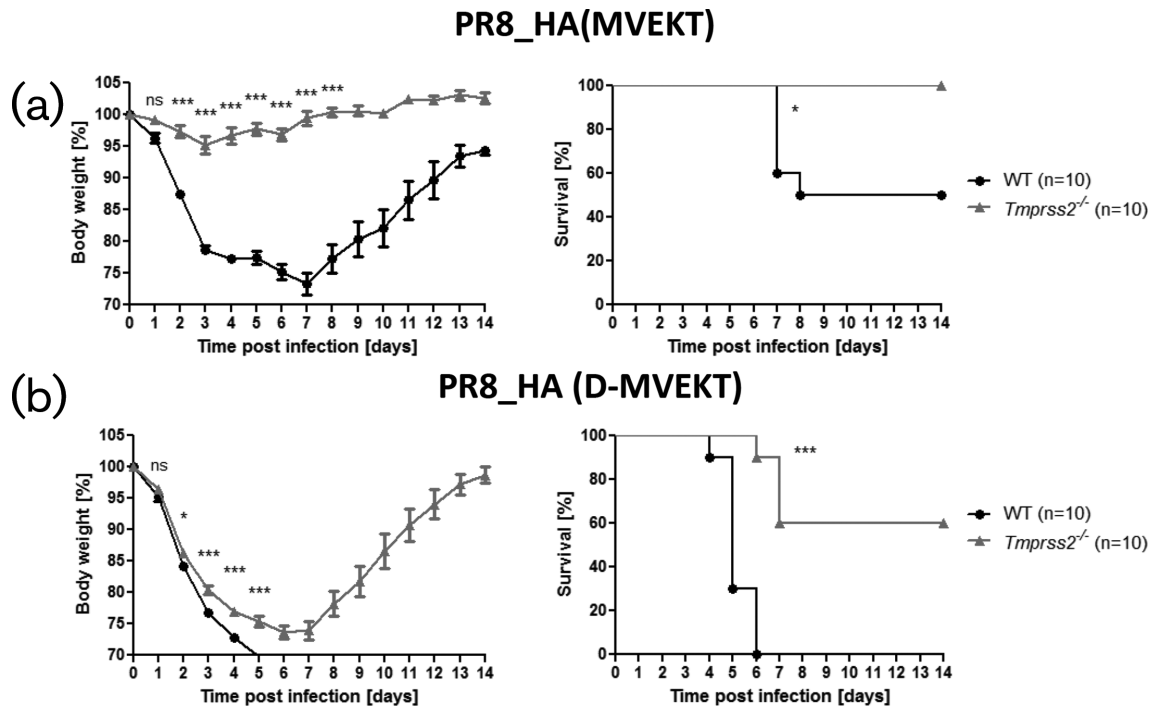 PR8_HA(MVEKT)
(a)
105
100
95
90
85
80
75
70
Body weight [%]
ns
***
***
***
***
***
***
***
0 1 2 3 4 5 6 7 8 9 10 11 12 13 14
Time post infection [days]
100
80
60
40
20
0
Survival [%]
*
0 1 2 3 4 5 6 7 8 9 10 11 12 13 14
Time post infection [days]
WT (n=10)
Tmprss2-/- (n=10)
PR8_HA (D-MVEKT)
(b)
105
100
95
90
85
80
75
70
Body weight [%]
ns
*
***
***
***
0 1 2 3 4 5 6 7 8 9 10 11 12 13 14
Time post infection [days]
100
80
60
40
20
0
Survival [%]
***
0 1 2 3 4 5 6 7 8 9 10 11 12 13 14
Time post infection [days]
WT (n=10)
Tmprss2-/- (n=10)